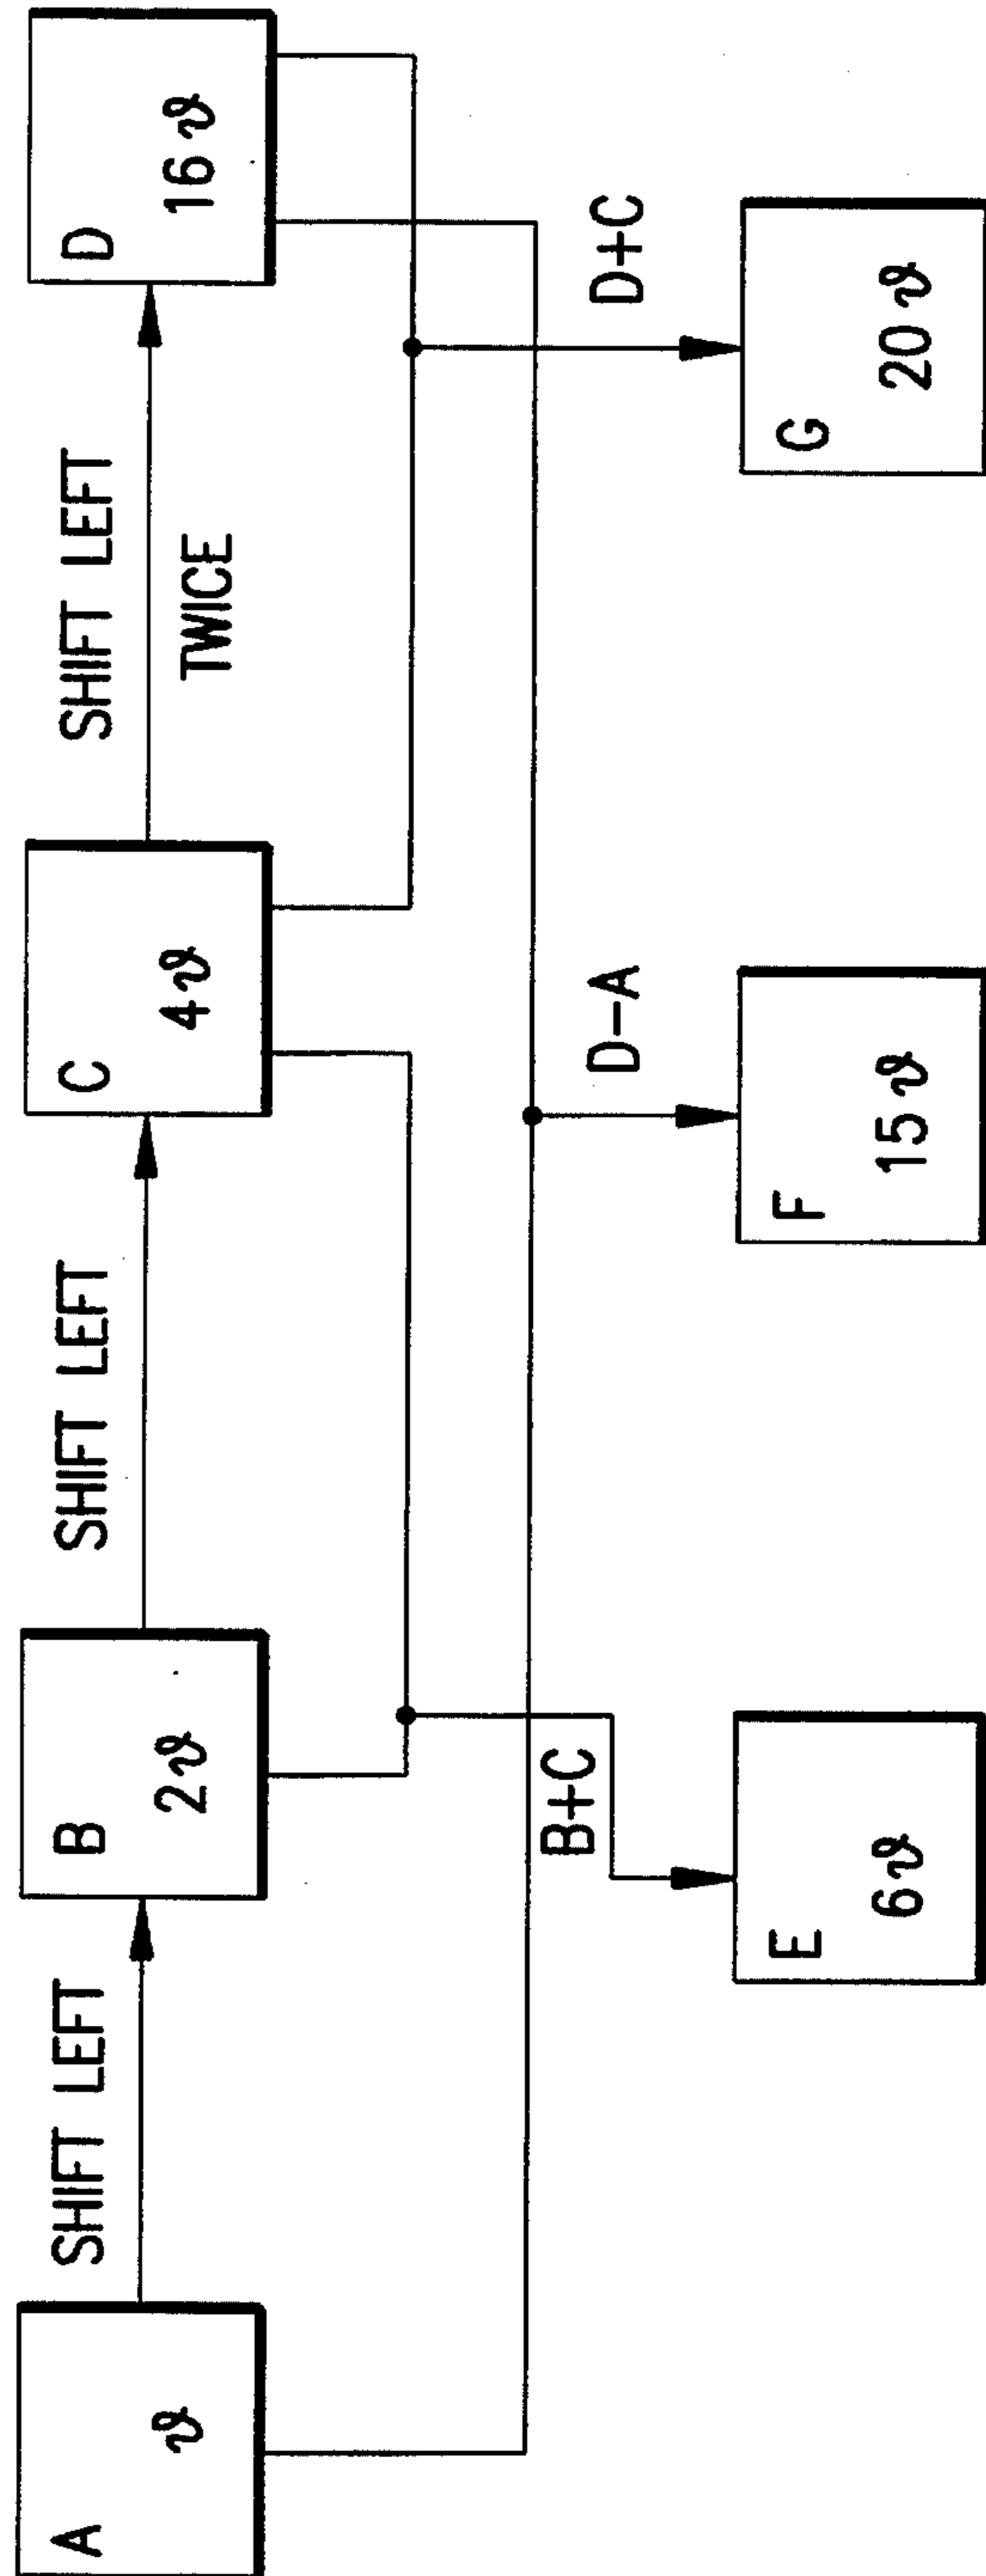 A
ϑ
SHIFT LEFT
B
2ϑ
SHIFT LEFT
C
4ϑ
SHIFT LEFT
TWICE
D
16ϑ
B+C
D−A
D+C
E
6ϑ
F
15ϑ
G
20ϑ